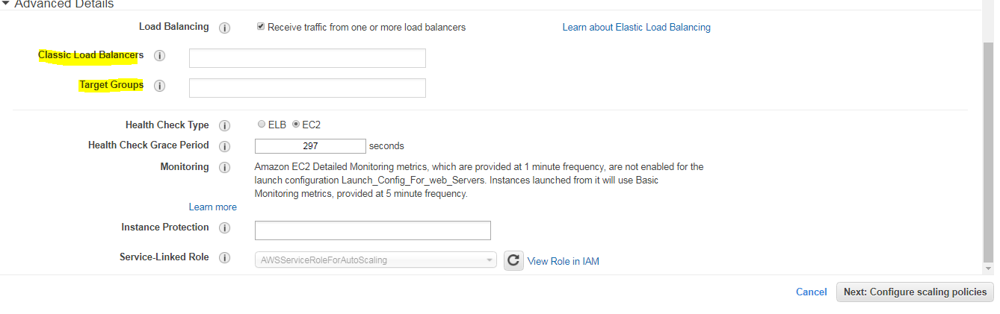 Advanced Details
Load Balancing Receive traffic from one or more load balancers Learn about Elastic Load Balancing
Classic Load Balancers
Target Groups
Health Check Type ELB EC2
Health Check Grace Period 297 seconds
Monitoring Amazon EC2 Detailed Monitoring metrics, which are provided at 1 minute frequency, are not enabled for the
launch configuration Launch_Config_For_web_Servers. Instances launched from it will use Basic
Monitoring metrics, provided at 5 minute frequency.
Learn more
Instance Protection
Service-Linked Role AWSServiceRoleForAutoScaling View Role in IAM
Cancel Next: Configure scaling policies